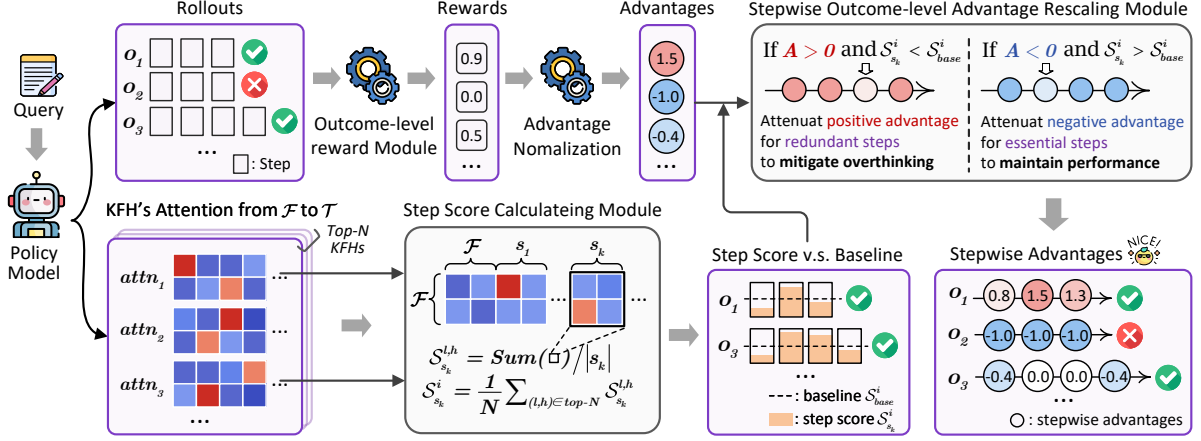 Query
Policy
Model
Rollouts
o1
o2
o3
...
: Step
Outcome-level
reward Module
Rewards
0.9
0.0
0.5
...
Advantage
Nomalization
Advantages
1.5
-1.0
-0.4
...
Stepwise Outcome-level Advantage Rescaling Module
If A > 0 and S^i_{s_k} < S^i_{base}
Attenuat positive advantage
for redundant steps
to mitigate overthinking
If A < 0 and S^i_{s_k} > S^i_{base}
Attenuat negative advantage
for essential steps
to maintain performance
KFH's Attention from F to T
Top-N
KFHs
attn1
...
attn2
...
attn3
...
...
Step Score Calculateing Module
F s1 s_k
F
... ...
S^{l,h}_{s_k} = Sum(□)/|s_k|
S^i_{s_k} = 1/N ∑_{(l,h)∈top-N} S^{l,h}_{s_k}
Step Score v.s. Baseline
o1
o3
...
baseline S^i_{base}
step score S^i_{s_k}
Stepwise Advantages
NICE!
o1 0.8 1.5 1.3
o2 -1.0 -1.0 -1.0
o3 -0.4 0.0 0.0 -0.4
...
: stepwise advantages